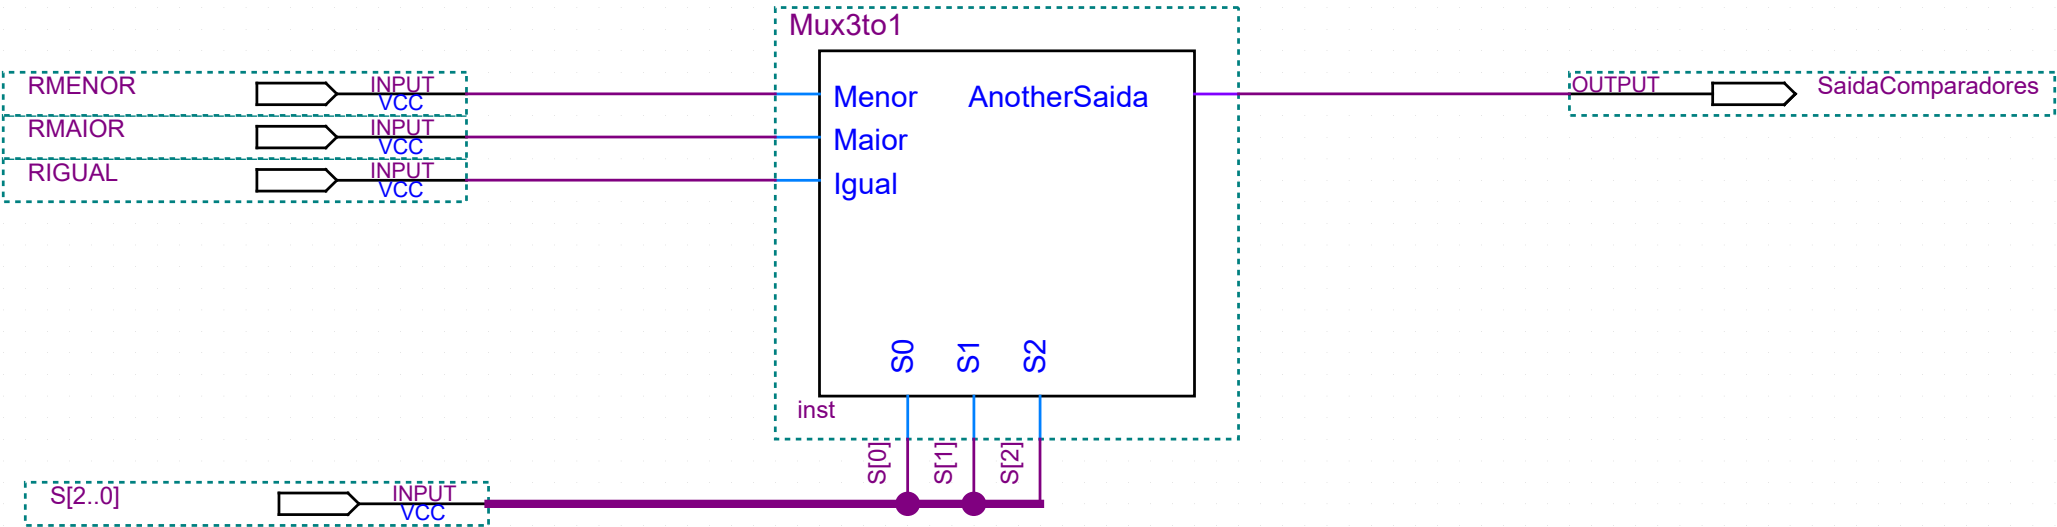 Mux3to1
RMENOR INPUT VCC
Menor AnotherSaida
OUTPUT SaidaComparadores
RMAIOR INPUT VCC
Maior
RIGUAL INPUT VCC
Igual
S0 S1 S2
inst
S[0] S[1] S[2]
S[2..0] INPUT VCC